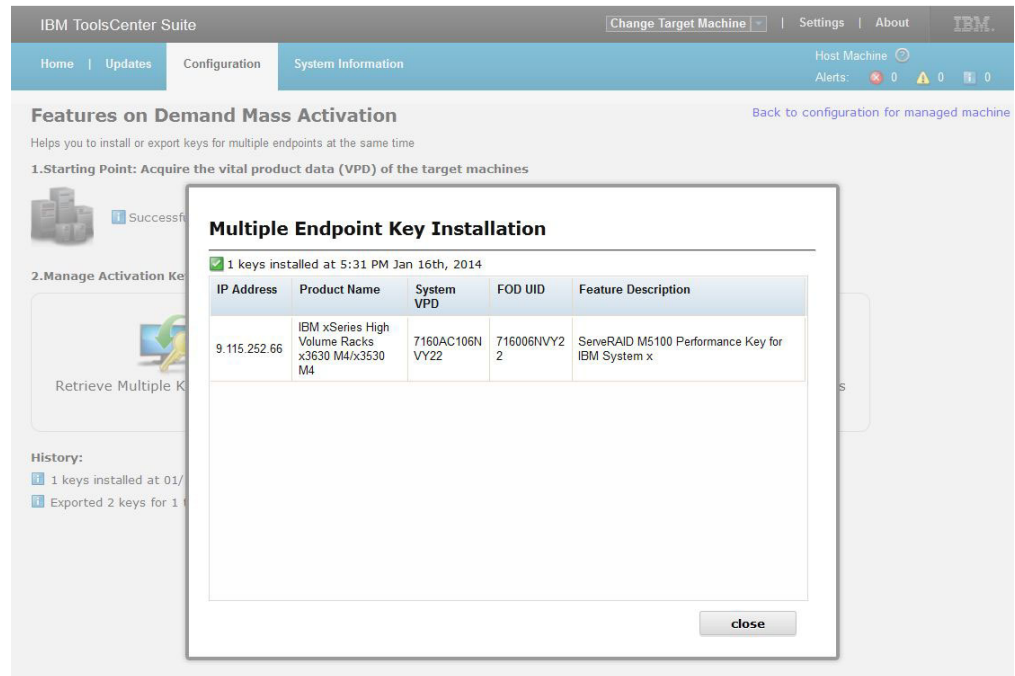 IBM ToolsCenter Suite
Change Target Machine | Settings | About
IBM.
Home | Updates Configuration System Information
Host Machine ?
Alerts: 0 0 0
Features on Demand Mass Activation
Back to configuration for managed machine
Helps you to install or export keys for multiple endpoints at the same time
1.Starting Point: Acquire the vital product data (VPD) of the target machines
Successf
2.Manage Activation Ke
Retrieve Multiple K
s
History:
1 keys installed at 01/
Exported 2 keys for 1 t
Multiple Endpoint Key Installation
1 keys installed at 5:31 PM Jan 16th, 2014
IP Address Product Name System VPD FOD UID Feature Description
9.115.252.66
IBM xSeries High
Volume Racks
x3630 M4/x3530
M4
7160AC106N
VY22
716006NVY2
2
ServeRAID M5100 Performance Key for
IBM System x
close